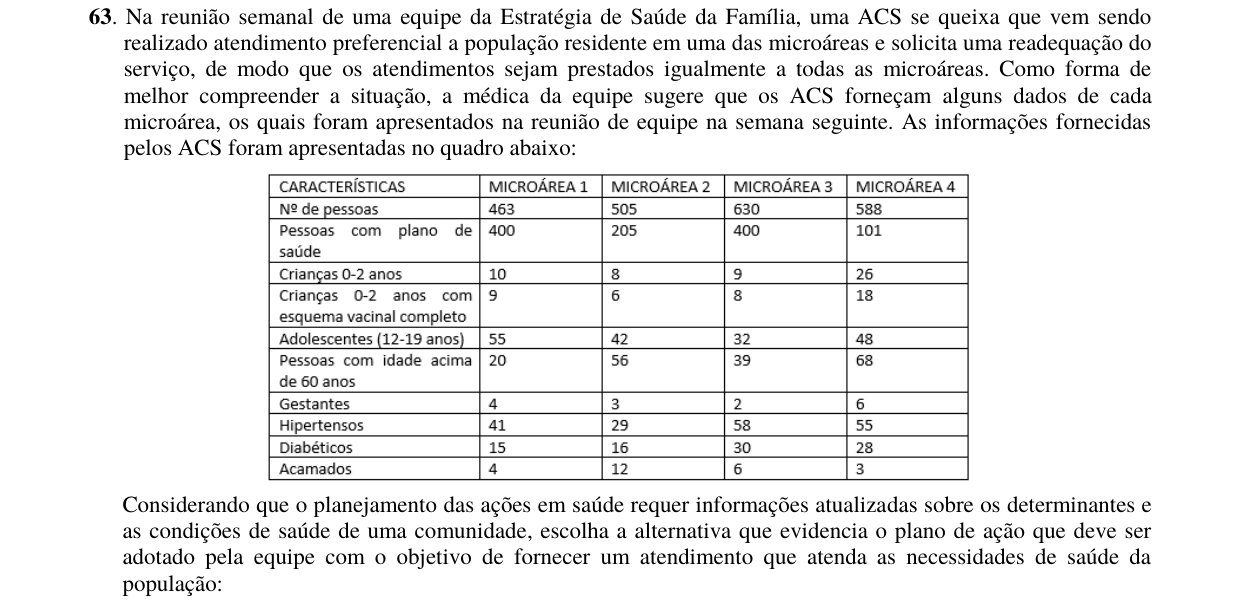 63. Na reunião semanal de uma equipe da Estratégia de Saúde da Família, uma ACS se queixa que vem sendo
realizado atendimento preferencial a população residente em uma das microáreas e solicita uma readequação do
serviço, de modo que os atendimentos sejam prestados igualmente a todas as microáreas. Como forma de
melhor compreender a situação, a médica da equipe sugere que os ACS forneçam alguns dados de cada
microárea, os quais foram apresentados na reunião de equipe na semana seguinte. As informações fornecidas
pelos ACS foram apresentadas no quadro abaixo:
CARACTERÍSTICAS MICROÁREA 1 MICROÁREA 2 MICROÁREA 3 MICROÁREA 4
Nº de pessoas 463 505 630 588
Pessoas com plano de 400 205 400 101
saúde
Crianças 0-2 anos 10 8 9 26
Crianças 0-2 anos com 9 6 8 18
esquema vacinal completo
Adolescentes (12-19 anos) 55 42 32 48
Pessoas com idade acima 20 56 39 68
de 60 anos
Gestantes 4 3 2 6
Hipertensos 41 29 58 55
Diabéticos 15 16 30 28
Acamados 4 12 6 3
Considerando que o planejamento das ações em saúde requer informações atualizadas sobre os determinantes e
as condições de saúde de uma comunidade, escolha a alternativa que evidencia o plano de ação que deve ser
adotado pela equipe com o objetivo de fornecer um atendimento que atenda as necessidades de saúde da
população: